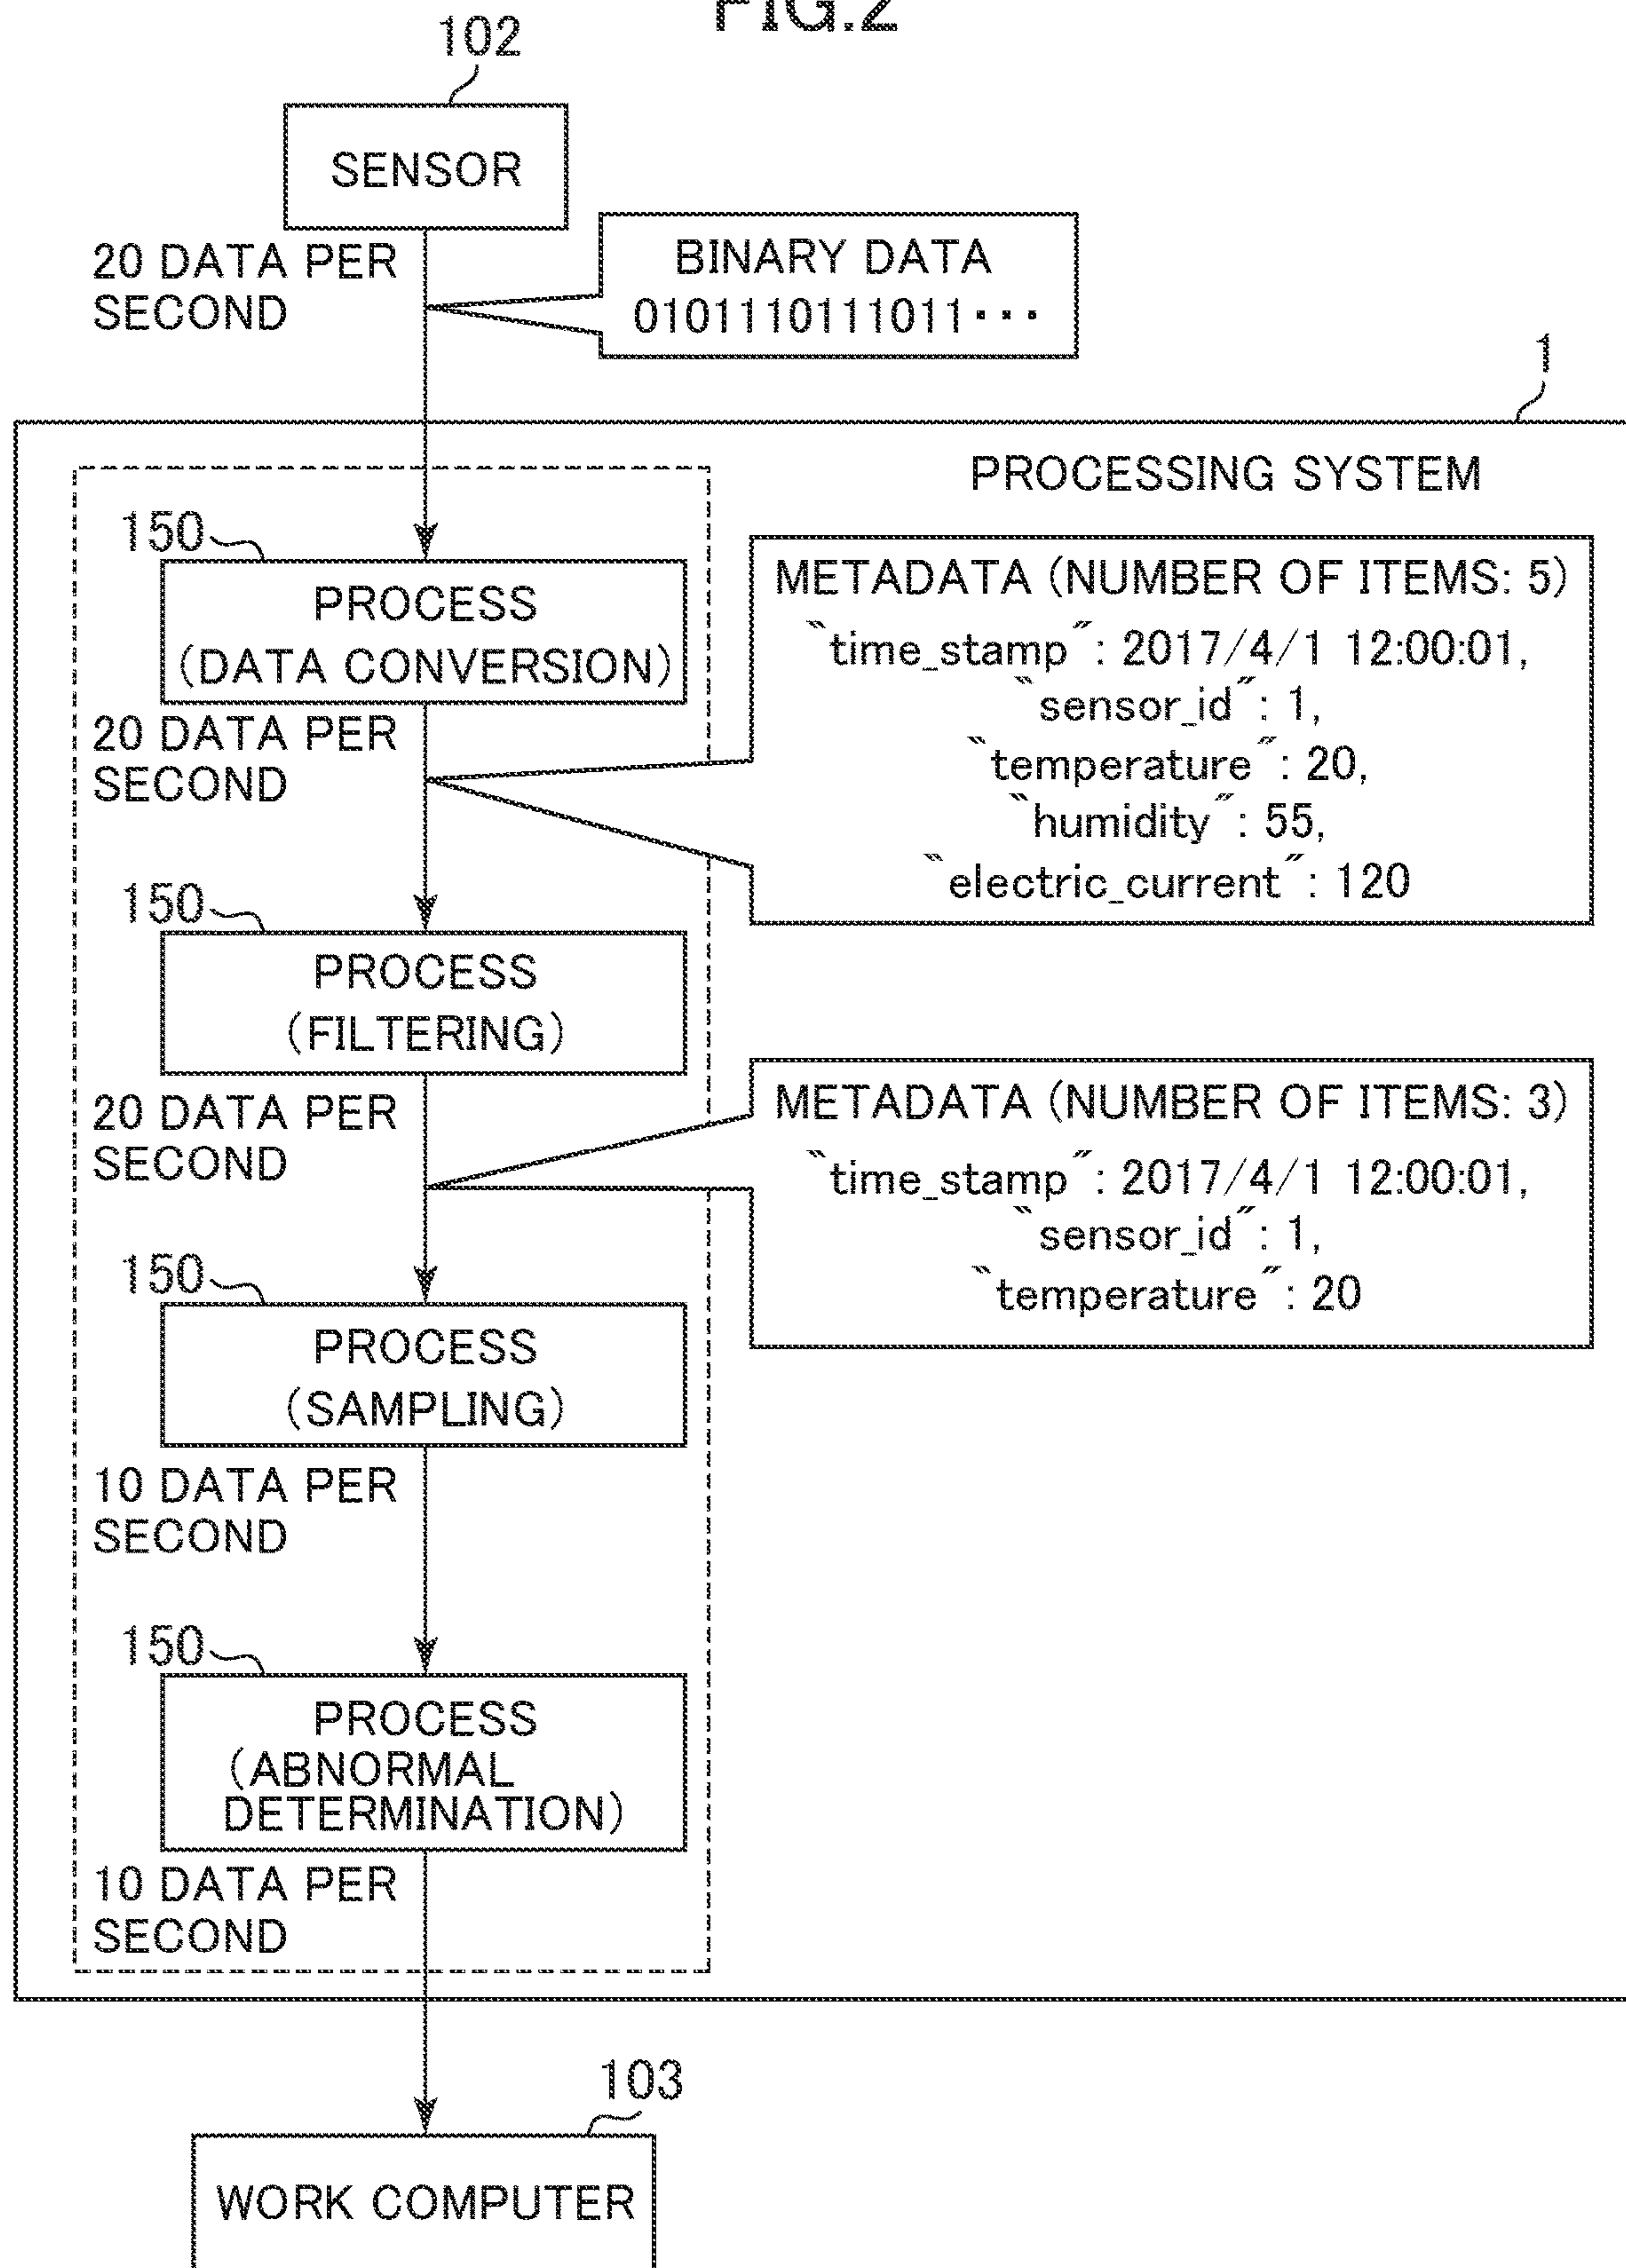 FIG.2
102
SENSOR
20 DATA PER
SECOND
BINARY DATA
0101110111011···
1
PROCESSING SYSTEM
150
PROCESS
(DATA CONVERSION)
METADATA (NUMBER OF ITEMS: 5)
‶time_stamp″: 2017/4/1 12:00:01,
‶sensor_id″: 1,
‶temperature″: 20,
‶humidity″: 55,
‶electric_current″: 120
20 DATA PER
SECOND
150
PROCESS
(FILTERING)
20 DATA PER
SECOND
METADATA (NUMBER OF ITEMS: 3)
‶time_stamp″: 2017/4/1 12:00:01,
‶sensor_id″: 1,
‶temperature″: 20
150
PROCESS
(SAMPLING)
10 DATA PER
SECOND
150
PROCESS
(ABNORMAL
DETERMINATION)
10 DATA PER
SECOND
103
WORK COMPUTER